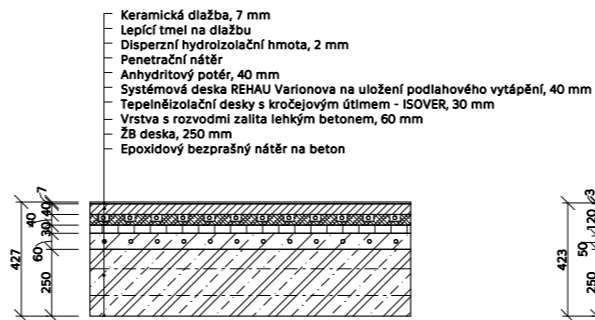 Keramická dlažba, 7 mm
Lepící tmel na dlažbu
Disperzní hydroizolační hmota, 2 mm
Penetrační nátěr
Anhydritový potěr, 40 mm
Systémová deska REHAU Varionova na uložení podlahového vytápění, 40 mm
Tepelněizolační desky s kročejovým útlmem - ISOVER, 30 mm
Vrstva s rozvodmi zalita lehkým betonem, 60 mm
ŽB deska, 250 mm
Epoxidový bezprašný nátěr na beton
7
40
40
30
60
250
427
3
120
50
250
423